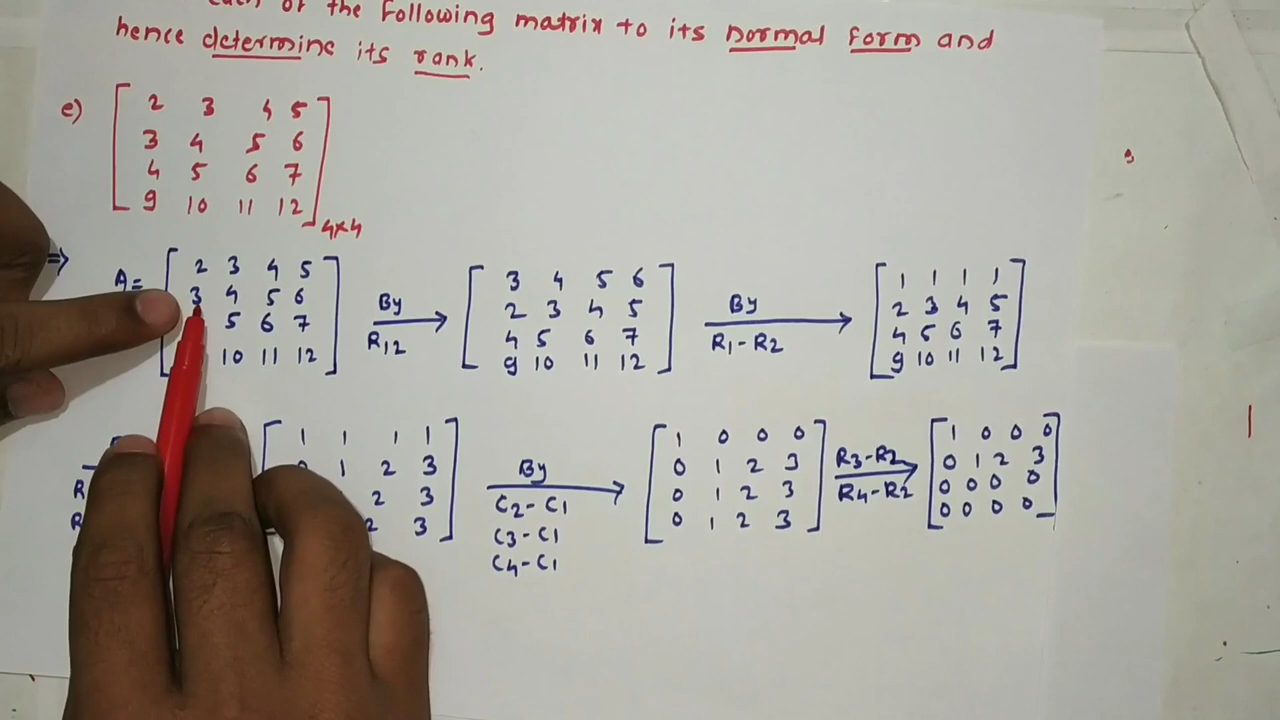 of the following matrix to its normal form and
hence determine its rank.
e) [ 2 3 4 5
3 4 5 6
4 5 6 7
9 10 11 12 ] 4x4
⇒ A = [ 2 3 4 5
3 4 5 6
5 6 7
10 11 12 ]
By
R12
[ 3 4 5 6
2 3 4 5
4 5 6 7
9 10 11 12 ]
By
R1 - R2
[ 1 1 1 1
2 3 4 5
4 5 6 7
9 10 11 12 ]
[ 1 1 1 1
1 2 3
2 3
2 3 ]
By
C2 - C1
C3 - C1
C4 - C1
[ 1 0 0 0
0 1 2 3
0 1 2 3
0 1 2 3 ]
R3-R2
R4-R2
[ 1 0 0 0
0 1 2 3
0 0 0 0
0 0 0 0 ]